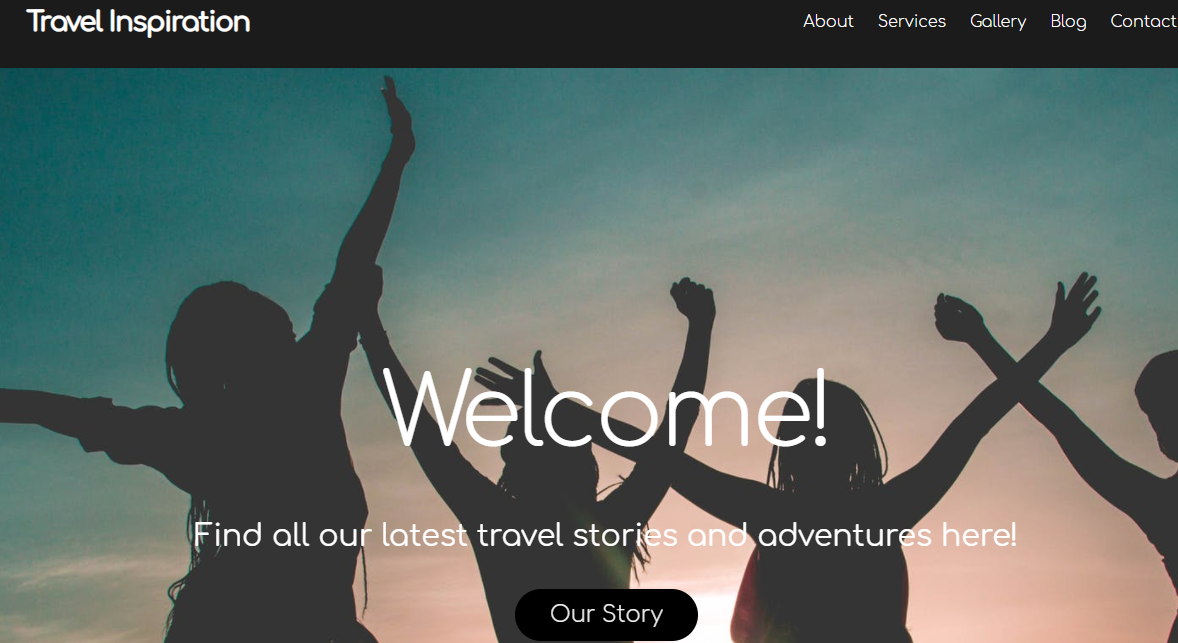 Travel Inspiration
About Services Gallery Blog Contact
Welcome!
Find all our latest travel stories and adventures here!
Our Story